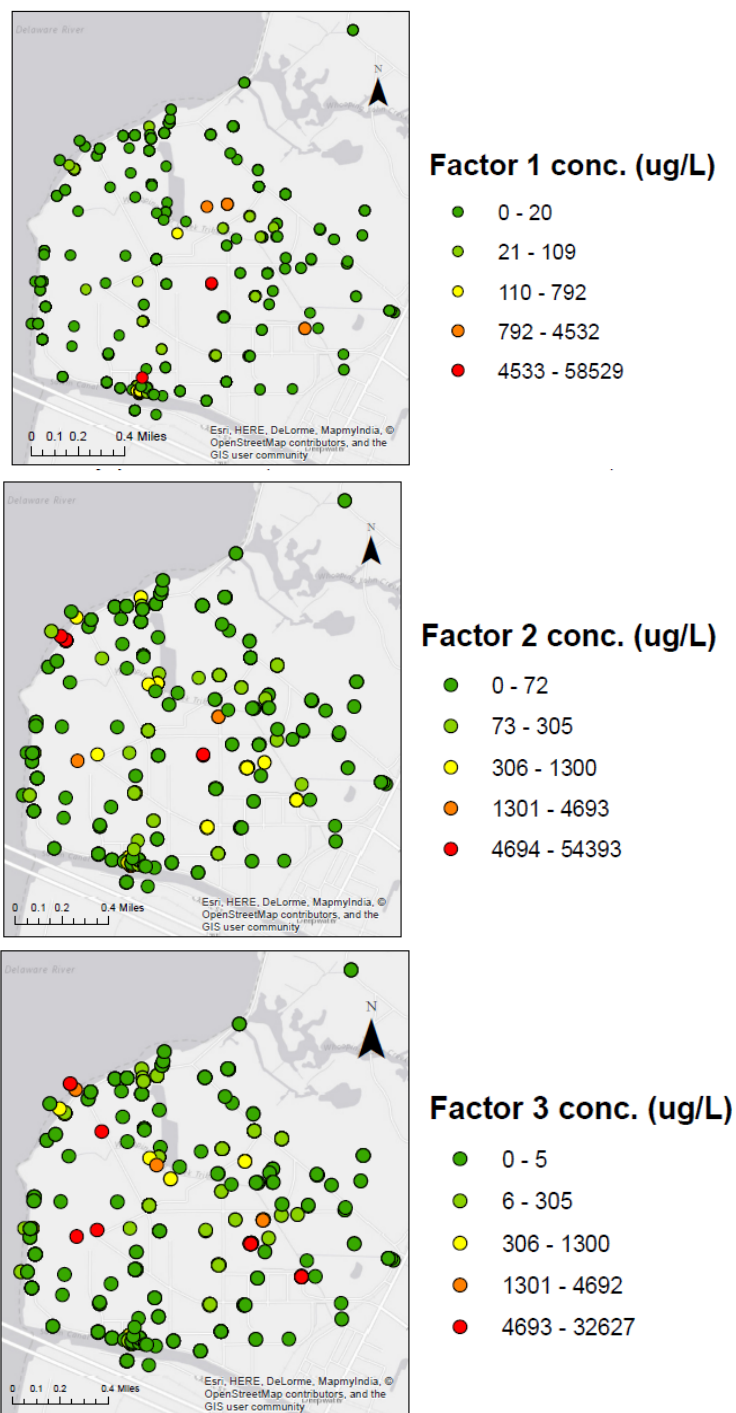 Delaware River
N
Factor 1 conc. (ug/L)
0 - 20
21 - 109
110 - 792
792 - 4532
4533 - 58529
0 0.1 0.2 0.4 Miles
Esri, HERE, DeLorme, MapmyIndia, ©
OpenStreetMap contributors, and the
GIS user community
Deepwater
Delaware River
N
Factor 2 conc. (ug/L)
0 - 72
73 - 305
306 - 1300
1301 - 4693
4694 - 54393
0 0.1 0.2 0.4 Miles
Esri, HERE, DeLorme, MapmyIndia, ©
OpenStreetMap contributors, and the
GIS user community
Deepwater
Delaware River
N
Factor 3 conc. (ug/L)
0 - 5
6 - 305
306 - 1300
1301 - 4692
4693 - 32627
0 0.1 0.2 0.4 Miles
Esri, HERE, DeLorme, MapmyIndia, ©
OpenStreetMap contributors, and the
GIS user community
Deepwater